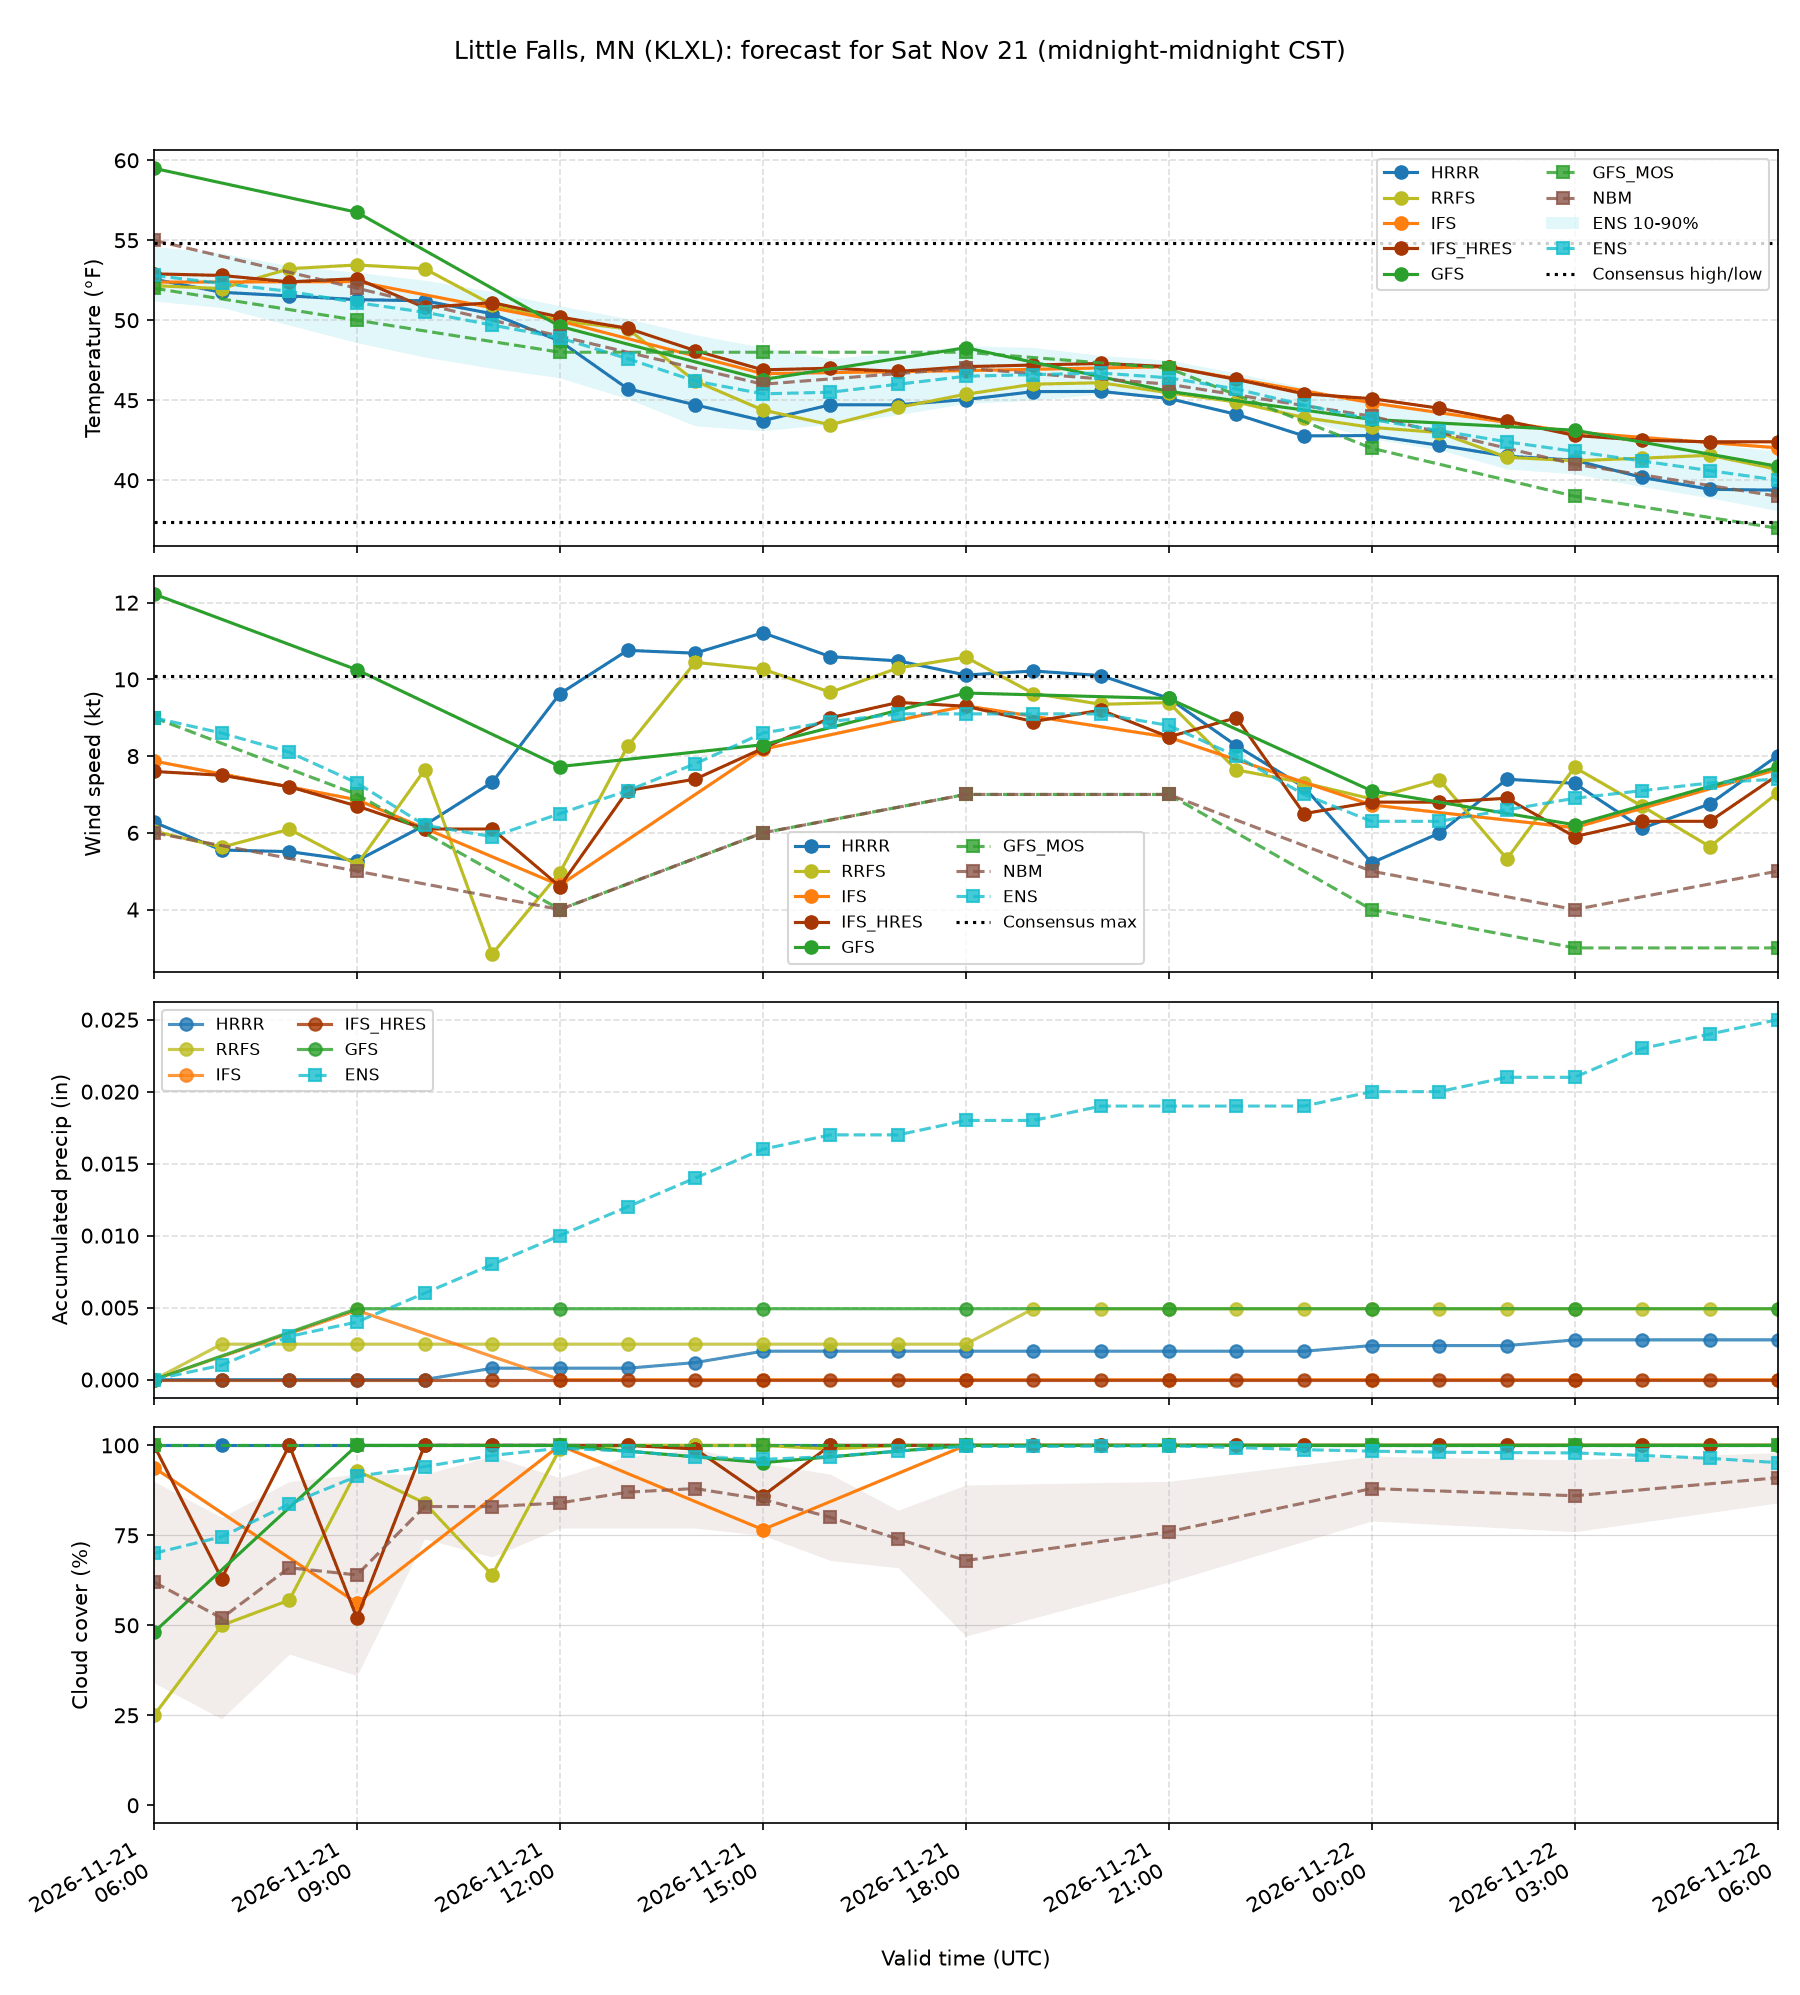 Little Falls, MN (KLXL): forecast for Sat Nov 21 (midnight-midnight CST)
Temperature (°F)
60
55
50
45
40
HRRR
RRFS
IFS
IFS_HRES
GFS
GFS_MOS
NBM
ENS 10-90%
ENS
Consensus high/low
Wind speed (kt)
12
10
8
6
4
HRRR
RRFS
IFS
IFS_HRES
GFS
GFS_MOS
NBM
ENS
Consensus max
Accumulated precip (in)
0.025
0.020
0.015
0.010
0.005
0.000
HRRR
RRFS
IFS
IFS_HRES
GFS
ENS
Cloud cover (%)
100
75
50
25
0
2026-11-21
06:00
2026-11-21
09:00
2026-11-21
12:00
2026-11-21
15:00
2026-11-21
18:00
2026-11-21
21:00
2026-11-22
00:00
2026-11-22
03:00
2026-11-22
06:00
Valid time (UTC)